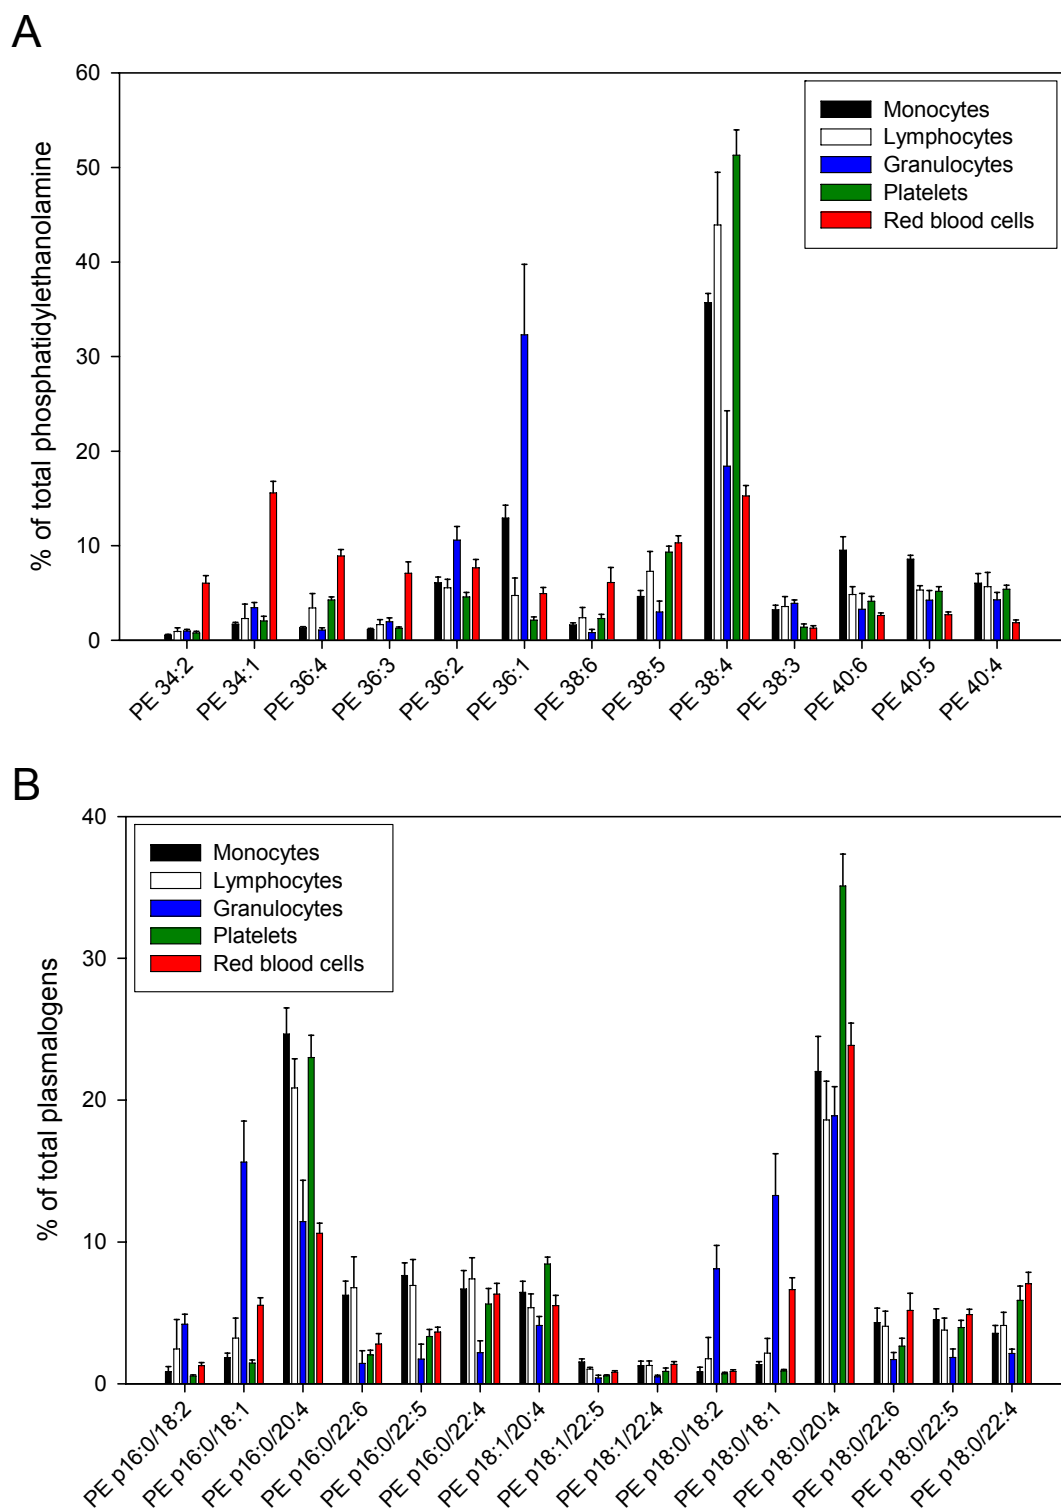 A
% of total phosphatidylethanolamine
60
50
40
30
20
10
0
Monocytes
Lymphocytes
Granulocytes
Platelets
Red blood cells
PE 34:2
PE 34:1
PE 36:4
PE 36:3
PE 36:2
PE 36:1
PE 38:6
PE 38:5
PE 38:4
PE 38:3
PE 40:6
PE 40:5
PE 40:4
B
% of total plasmalogens
40
30
20
10
0
Monocytes
Lymphocytes
Granulocytes
Platelets
Red blood cells
PE p16:0/18:2
PE p16:0/18:1
PE p16:0/20:4
PE p16:0/22:6
PE p16:0/22:5
PE p16:0/22:4
PE p18:1/20:4
PE p18:1/22:5
PE p18:1/22:4
PE p18:0/18:2
PE p18:0/18:1
PE p18:0/20:4
PE p18:0/22:6
PE p18:0/22:5
PE p18:0/22:4